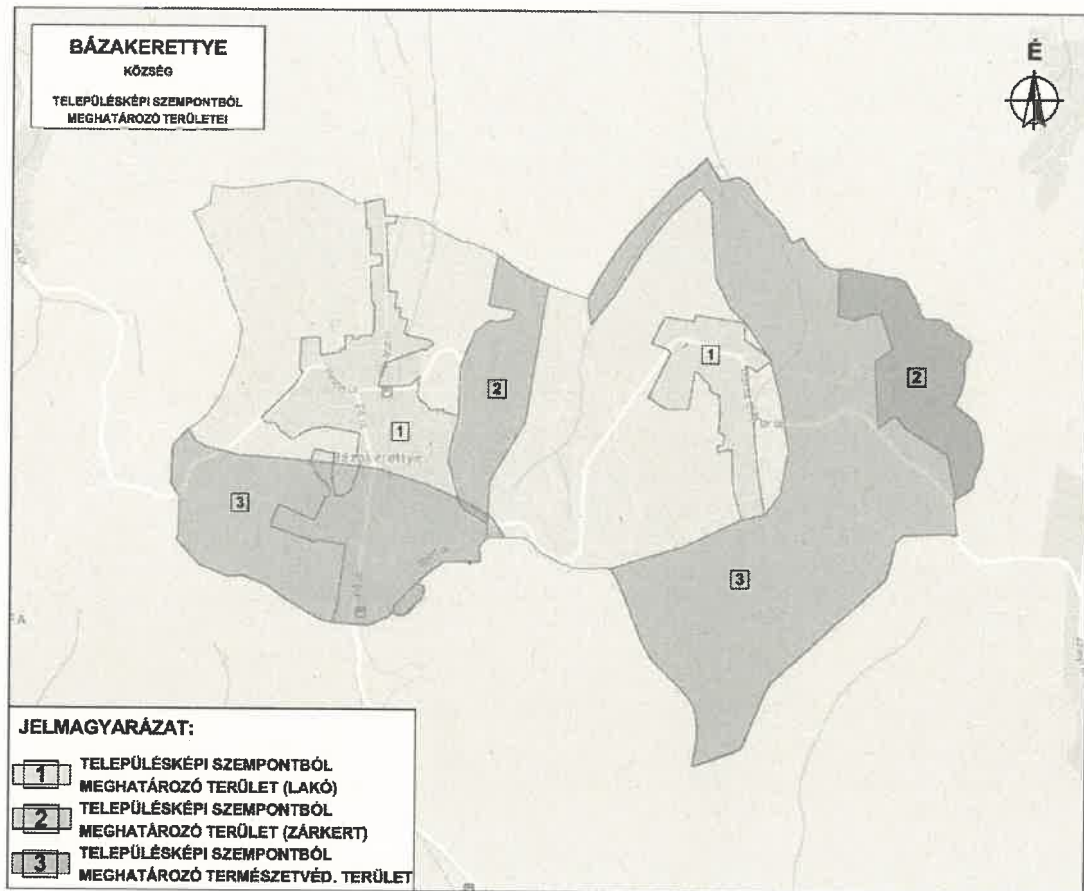 BÁZAKERETTYE
KÖZSÉG
TELEPÜLÉSKÉPI SZEMPONTBÓL
MEGHATÁROZÓ TERÜLETEI
É
1
2
1
2
Bázakerettye
3
3
JELMAGYARÁZAT:
1 TELEPÜLÉSKÉPI SZEMPONTBÓL
MEGHATÁROZÓ TERÜLET (LAKÓ)
2 TELEPÜLÉSKÉPI SZEMPONTBÓL
MEGHATÁROZÓ TERÜLET (ZÁRKERT)
3 TELEPÜLÉSKÉPI SZEMPONTBÓL
MEGHATÁROZÓ TERMÉSZETVÉD. TERÜLET